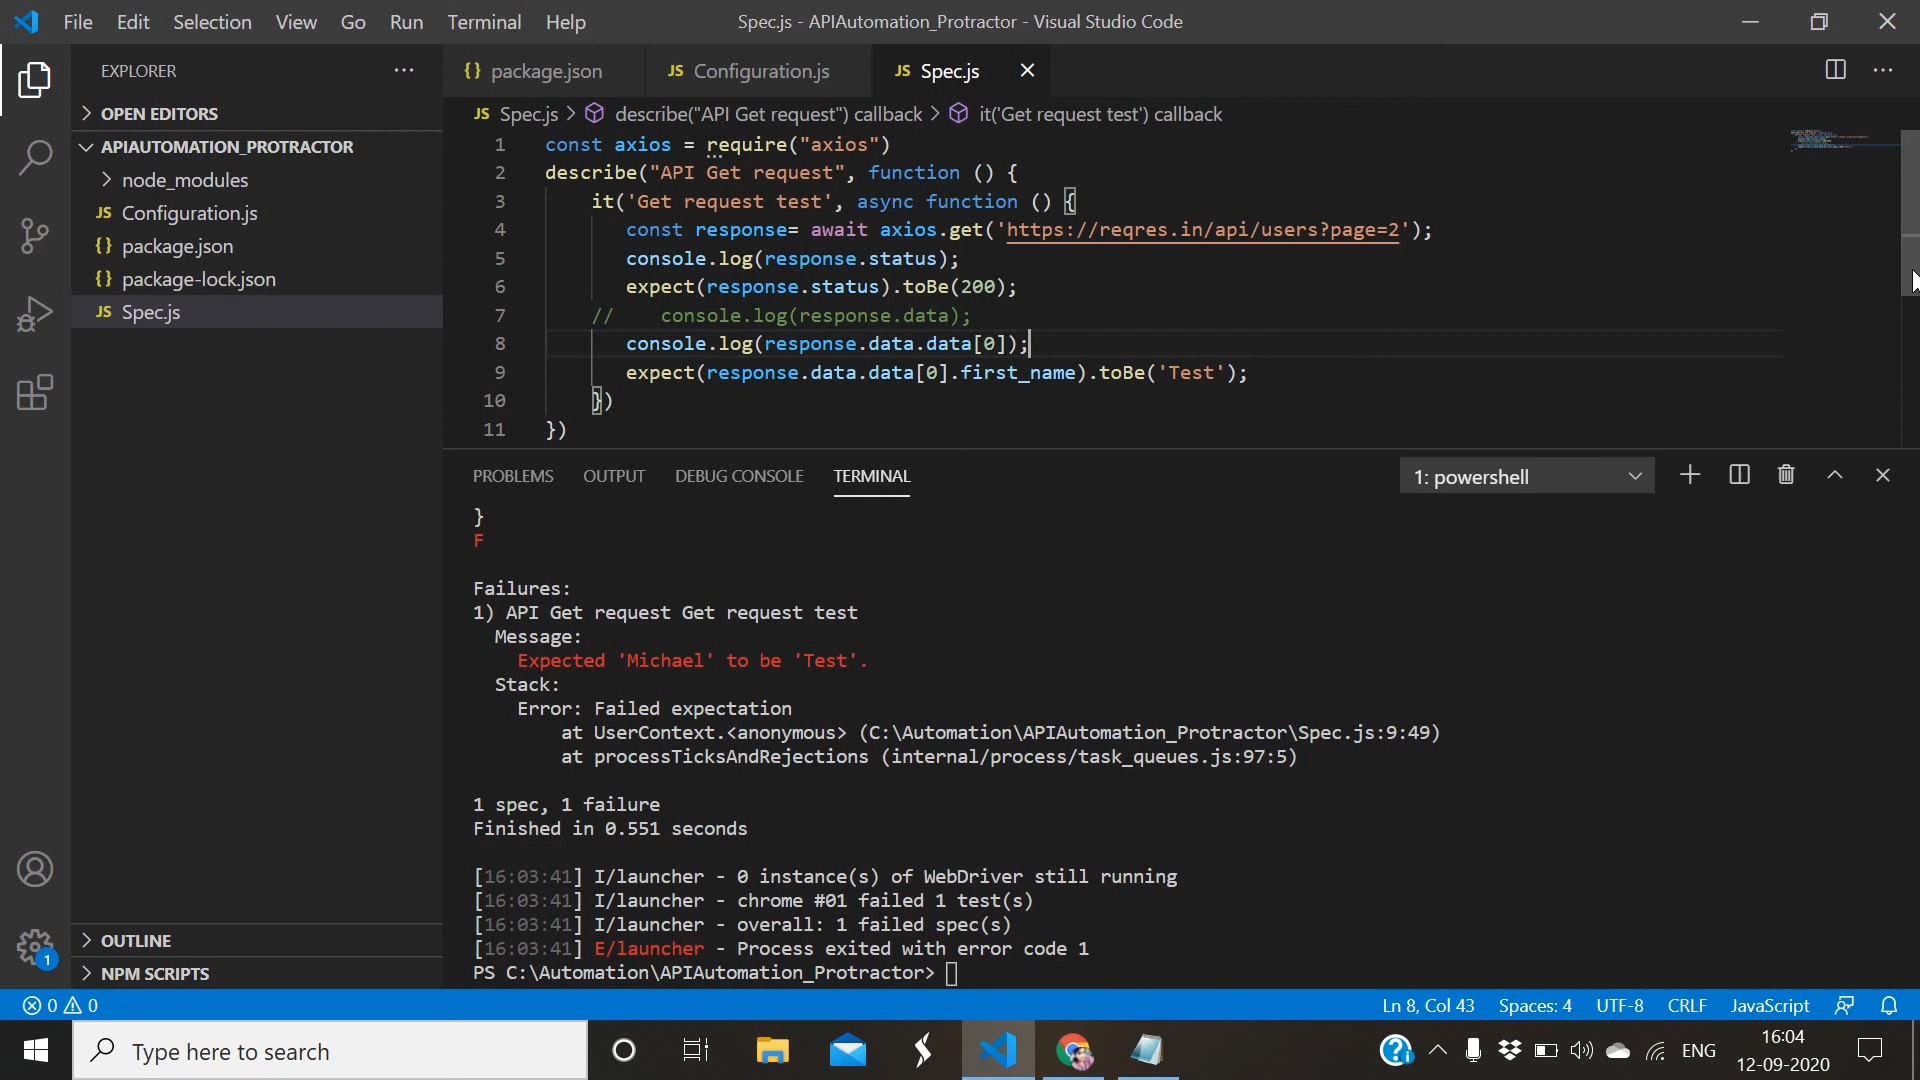 File Edit Selection View Go Run Terminal Help
Spec.js - APIAutomation_Protractor - Visual Studio Code
EXPLORER
OPEN EDITORS
APIAUTOMATION_PROTRACTOR
node_modules
JS Configuration.js
{} package.json
{} package-lock.json
JS Spec.js
OUTLINE
NPM SCRIPTS
1
{} package.json
JS Configuration.js
JS Spec.js
JS Spec.js > describe("API Get request") callback > it('Get request test') callback
1 const axios = require("axios")
2 describe("API Get request", function () {
3 it('Get request test', async function () {
4 const response= await axios.get('https://reqres.in/api/users?page=2');
5 console.log(response.status);
6 expect(response.status).toBe(200);
7 // console.log(response.data);
8 console.log(response.data.data[0]);
9 expect(response.data.data[0].first_name).toBe('Test');
10 })
11 })
PROBLEMS OUTPUT DEBUG CONSOLE TERMINAL
1: powershell
}
F
Failures:
1) API Get request Get request test
Message:
Expected 'Michael' to be 'Test'.
Stack:
Error: Failed expectation
at UserContext.<anonymous> (C:\Automation\APIAutomation_Protractor\Spec.js:9:49)
at processTicksAndRejections (internal/process/task_queues.js:97:5)
1 spec, 1 failure
Finished in 0.551 seconds
[16:03:41] I/launcher - 0 instance(s) of WebDriver still running
[16:03:41] I/launcher - chrome #01 failed 1 test(s)
[16:03:41] I/launcher - overall: 1 failed spec(s)
[16:03:41] E/launcher - Process exited with error code 1
PS C:\Automation\APIAutomation_Protractor>
0 0
Ln 8, Col 43 Spaces: 4 UTF-8 CRLF JavaScript
Type here to search
ENG
16:04
12-09-2020